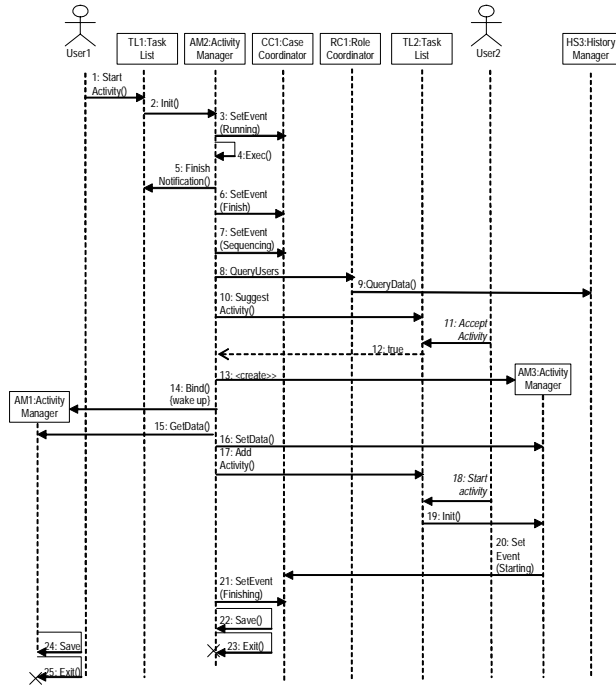 User1
TL1:Task
List
AM2:Activity
Manager
CC1:Case
Coordinator
RC1:Role
Coordinator
TL2:Task
List
User2
HS3:History
Manager
1: Start
Activity()
2: Init()
3: SetEvent
(Running)
4:Exec()
5: Finish
Notification()
6: SetEvent
(Finish)
7: SetEvent
(Sequencing)
8: QueryUsers
9:QueryData()
10: Suggest
Activity()
11: Accept
Activity
12: true
13: <create>>
AM3:Activity
Manager
14: Bind()
{wake up}
AM1:Activity
Manager
15: GetData()
16: SetData()
17: Add
Activity()
18: Start
activity
19: Init()
20: Set
Event
(Starting)
21: SetEvent
(Finishing)
22: Save()
23: Exit()
24: Save
25: Exit()